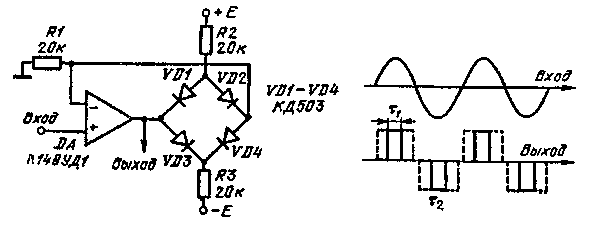 +E
R1
20к
R2
20к
VD1
VD2
VD1-VD4
КД503
Вход
Вход
DA
М148УД1
Выход
VD3
VD4
R3
20к
-E
τ1
Выход
τ2